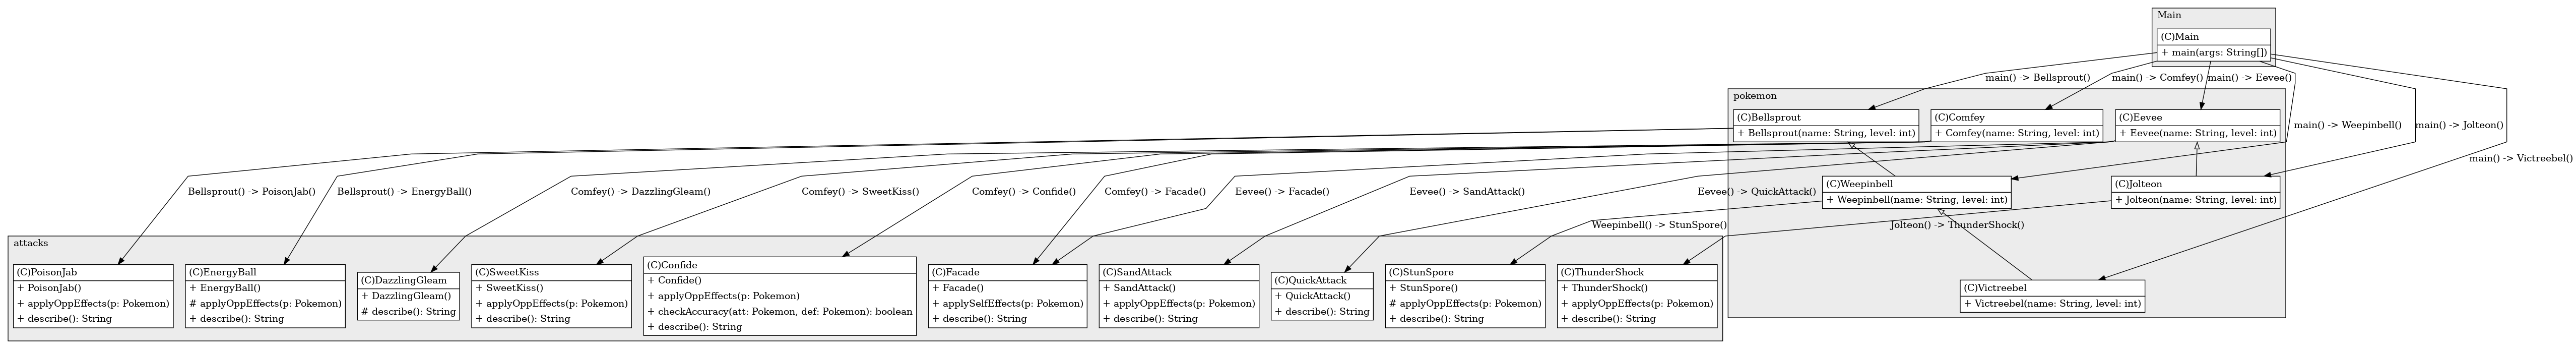 Main
(C)Main
+ main(args: String[])
main() -> Bellsprout()
main() -> Comfey()
main() -> Eevee()
pokemon
(C)Bellsprout
+ Bellsprout(name: String, level: int)
(C)Comfey
+ Comfey(name: String, level: int)
(C)Eevee
+ Eevee(name: String, level: int)
main() -> Weepinbell()
main() -> Jolteon()
main() -> Victreebel()
Bellsprout() -> PoisonJab()
Bellsprout() -> EnergyBall()
Comfey() -> DazzlingGleam()
Comfey() -> SweetKiss()
Comfey() -> Confide()
Comfey() -> Facade()
Eevee() -> Facade()
Eevee() -> SandAttack()
Eevee() -> QuickAttack()
(C)Weepinbell
+ Weepinbell(name: String, level: int)
(C)Jolteon
+ Jolteon(name: String, level: int)
Weepinbell() -> StunSpore()
Jolteon() -> ThunderShock()
attacks
(C)PoisonJab
+ PoisonJab()
+ applyOppEffects(p: Pokemon)
+ describe(): String
(C)EnergyBall
+ EnergyBall()
# applyOppEffects(p: Pokemon)
+ describe(): String
(C)DazzlingGleam
+ DazzlingGleam()
# describe(): String
(C)SweetKiss
+ SweetKiss()
+ applyOppEffects(p: Pokemon)
+ describe(): String
(C)Confide
+ Confide()
+ applyOppEffects(p: Pokemon)
+ checkAccuracy(att: Pokemon, def: Pokemon): boolean
+ describe(): String
(C)Facade
+ Facade()
+ applySelfEffects(p: Pokemon)
+ describe(): String
(C)SandAttack
+ SandAttack()
+ applyOppEffects(p: Pokemon)
+ describe(): String
(C)QuickAttack
+ QuickAttack()
+ describe(): String
(C)StunSpore
+ StunSpore()
# applyOppEffects(p: Pokemon)
+ describe(): String
(C)ThunderShock
+ ThunderShock()
+ applyOppEffects(p: Pokemon)
+ describe(): String
(C)Victreebel
+ Victreebel(name: String, level: int)